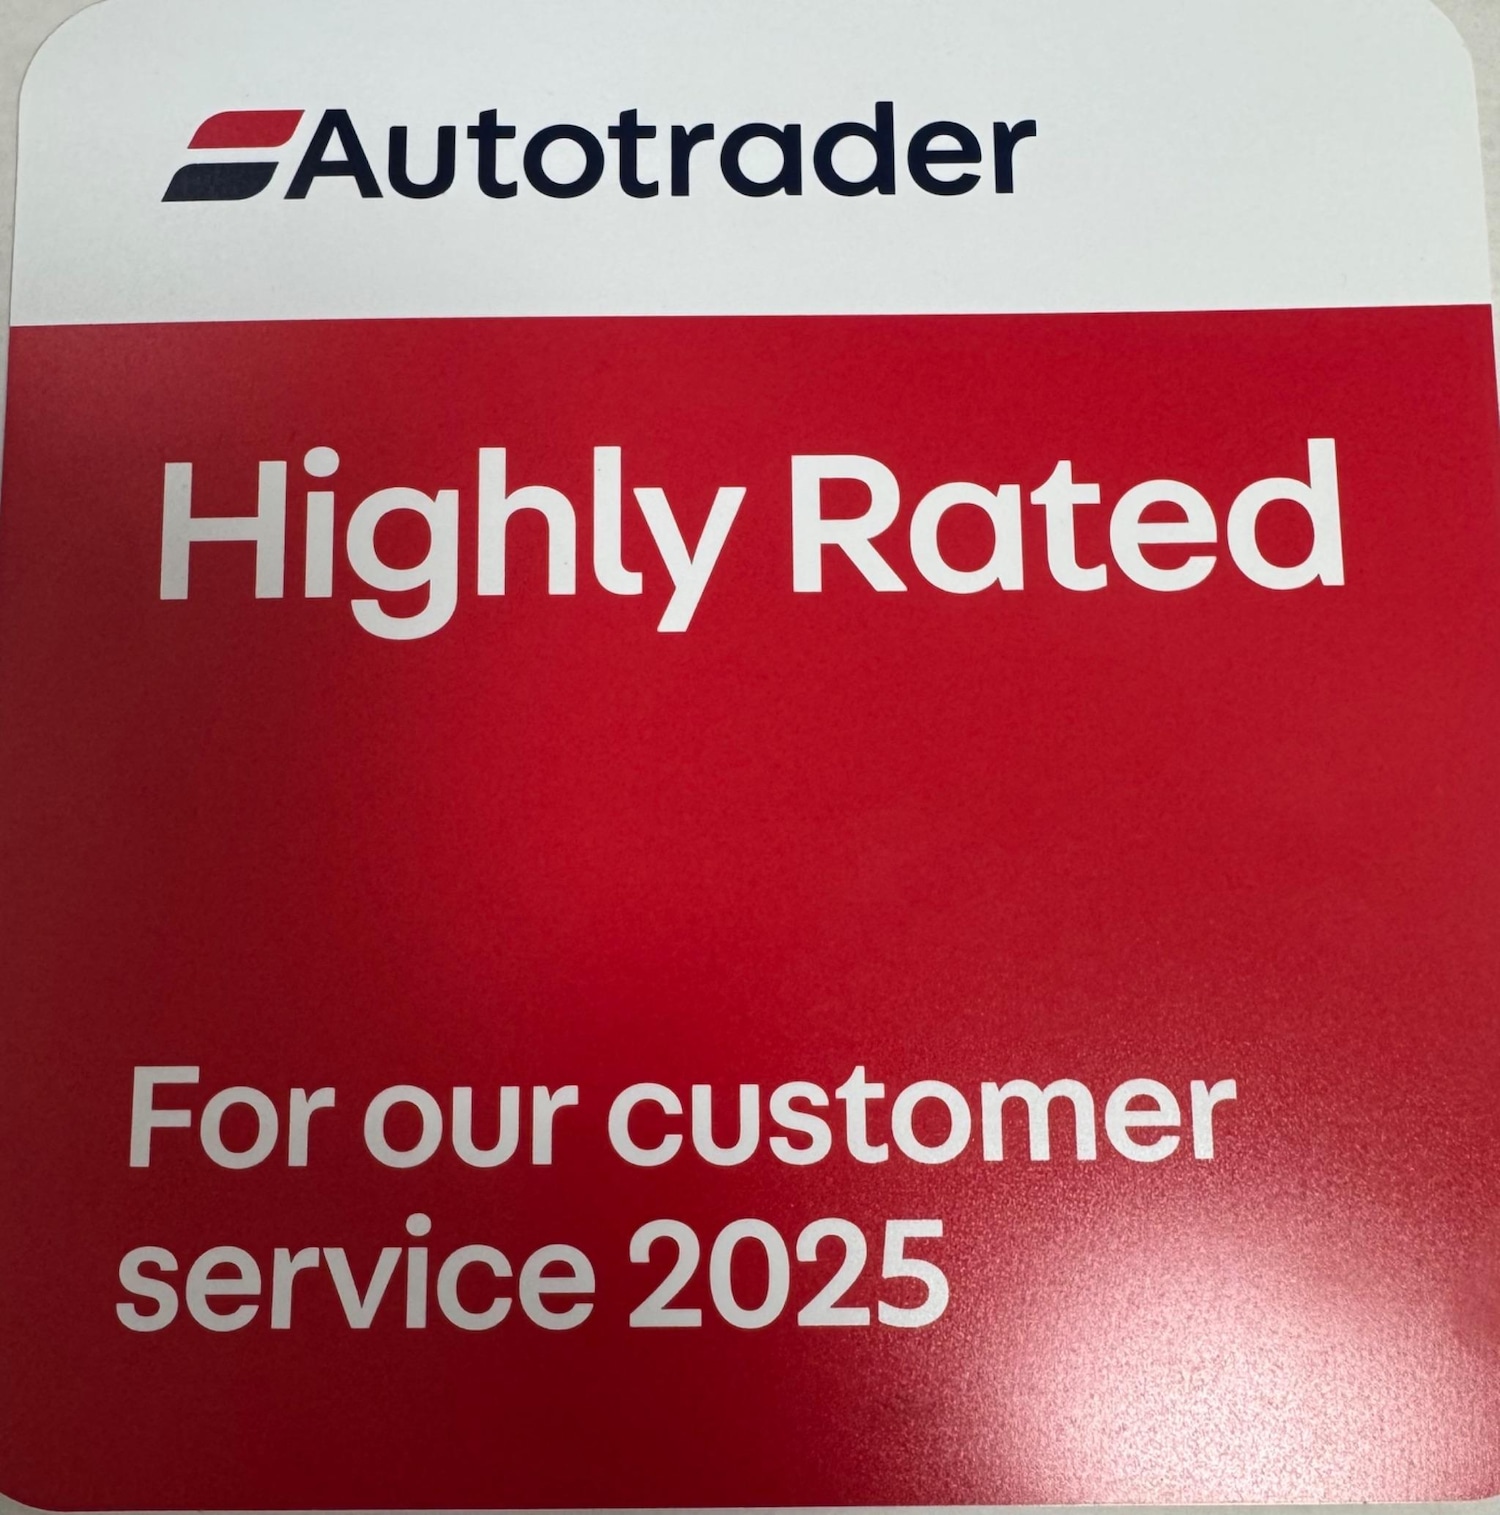 Autotrader
Highly Rated
For our customer
service 2025